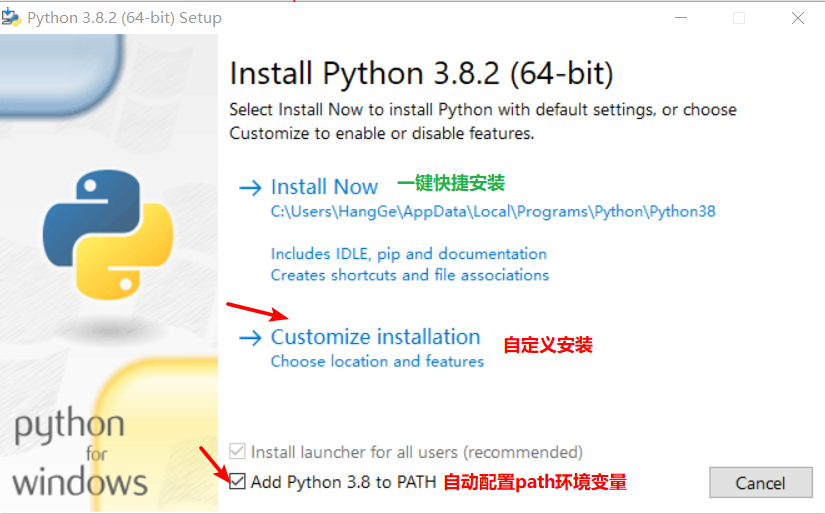 Python 3.8.2 (64-bit) Setup
Install Python 3.8.2 (64-bit)
Select Install Now to install Python with default settings, or choose
Customize to enable or disable features.
Install Now 一键快捷安装
C:\Users\HangGe\AppData\Local\Programs\Python\Python38
Includes IDLE, pip and documentation
Creates shortcuts and file associations
Customize installation 自定义安装
Choose location and features
python
for
windows
Install launcher for all users (recommended)
Add Python 3.8 to PATH 自动配置path环境变量
Cancel